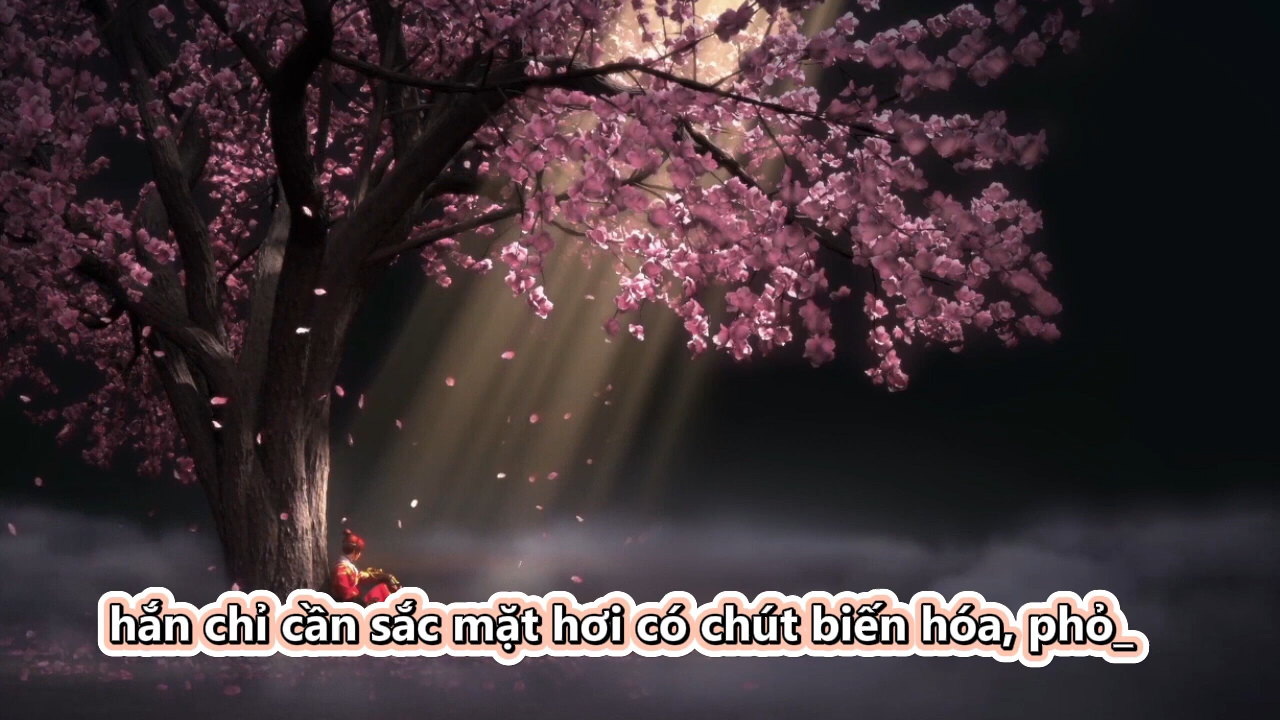 hắn chỉ cần sắc mặt hơi có chút biến hóa, phỏ_